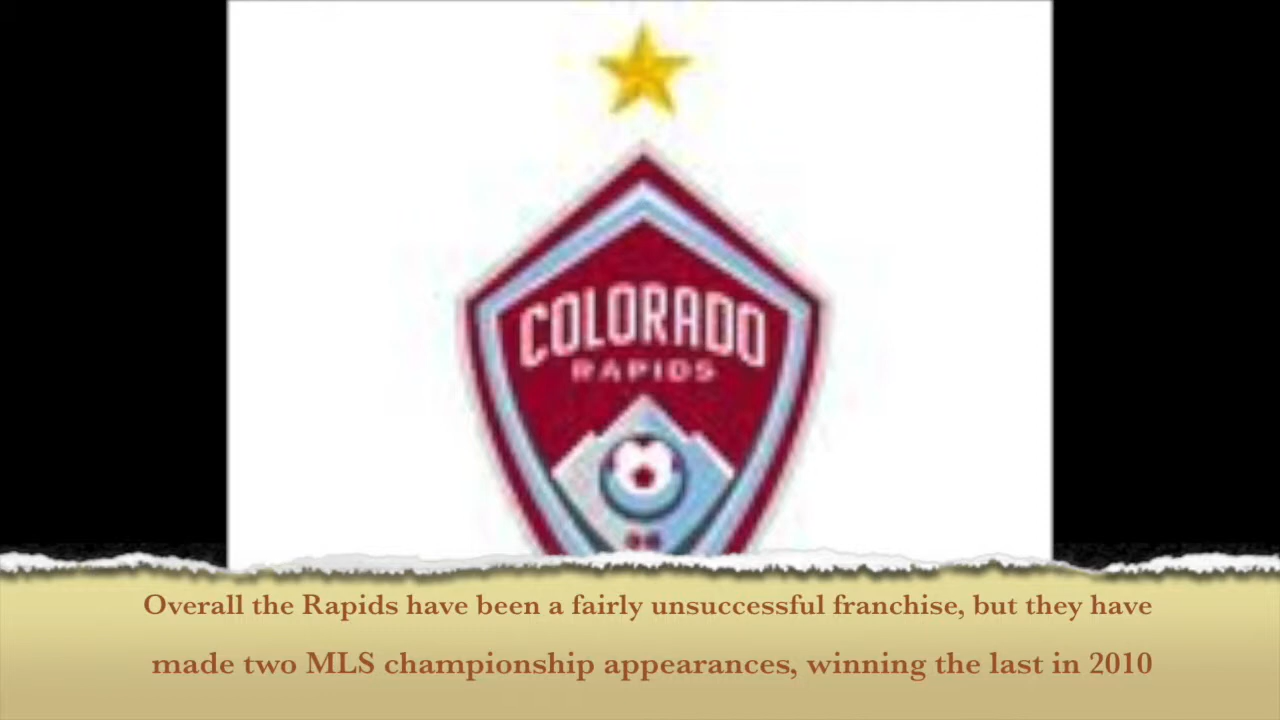 COLORADO
RAPIDS
Overall the Rapids have been a fairly unsuccessful franchise, but they have
made two MLS championship appearances, winning the last in 2010